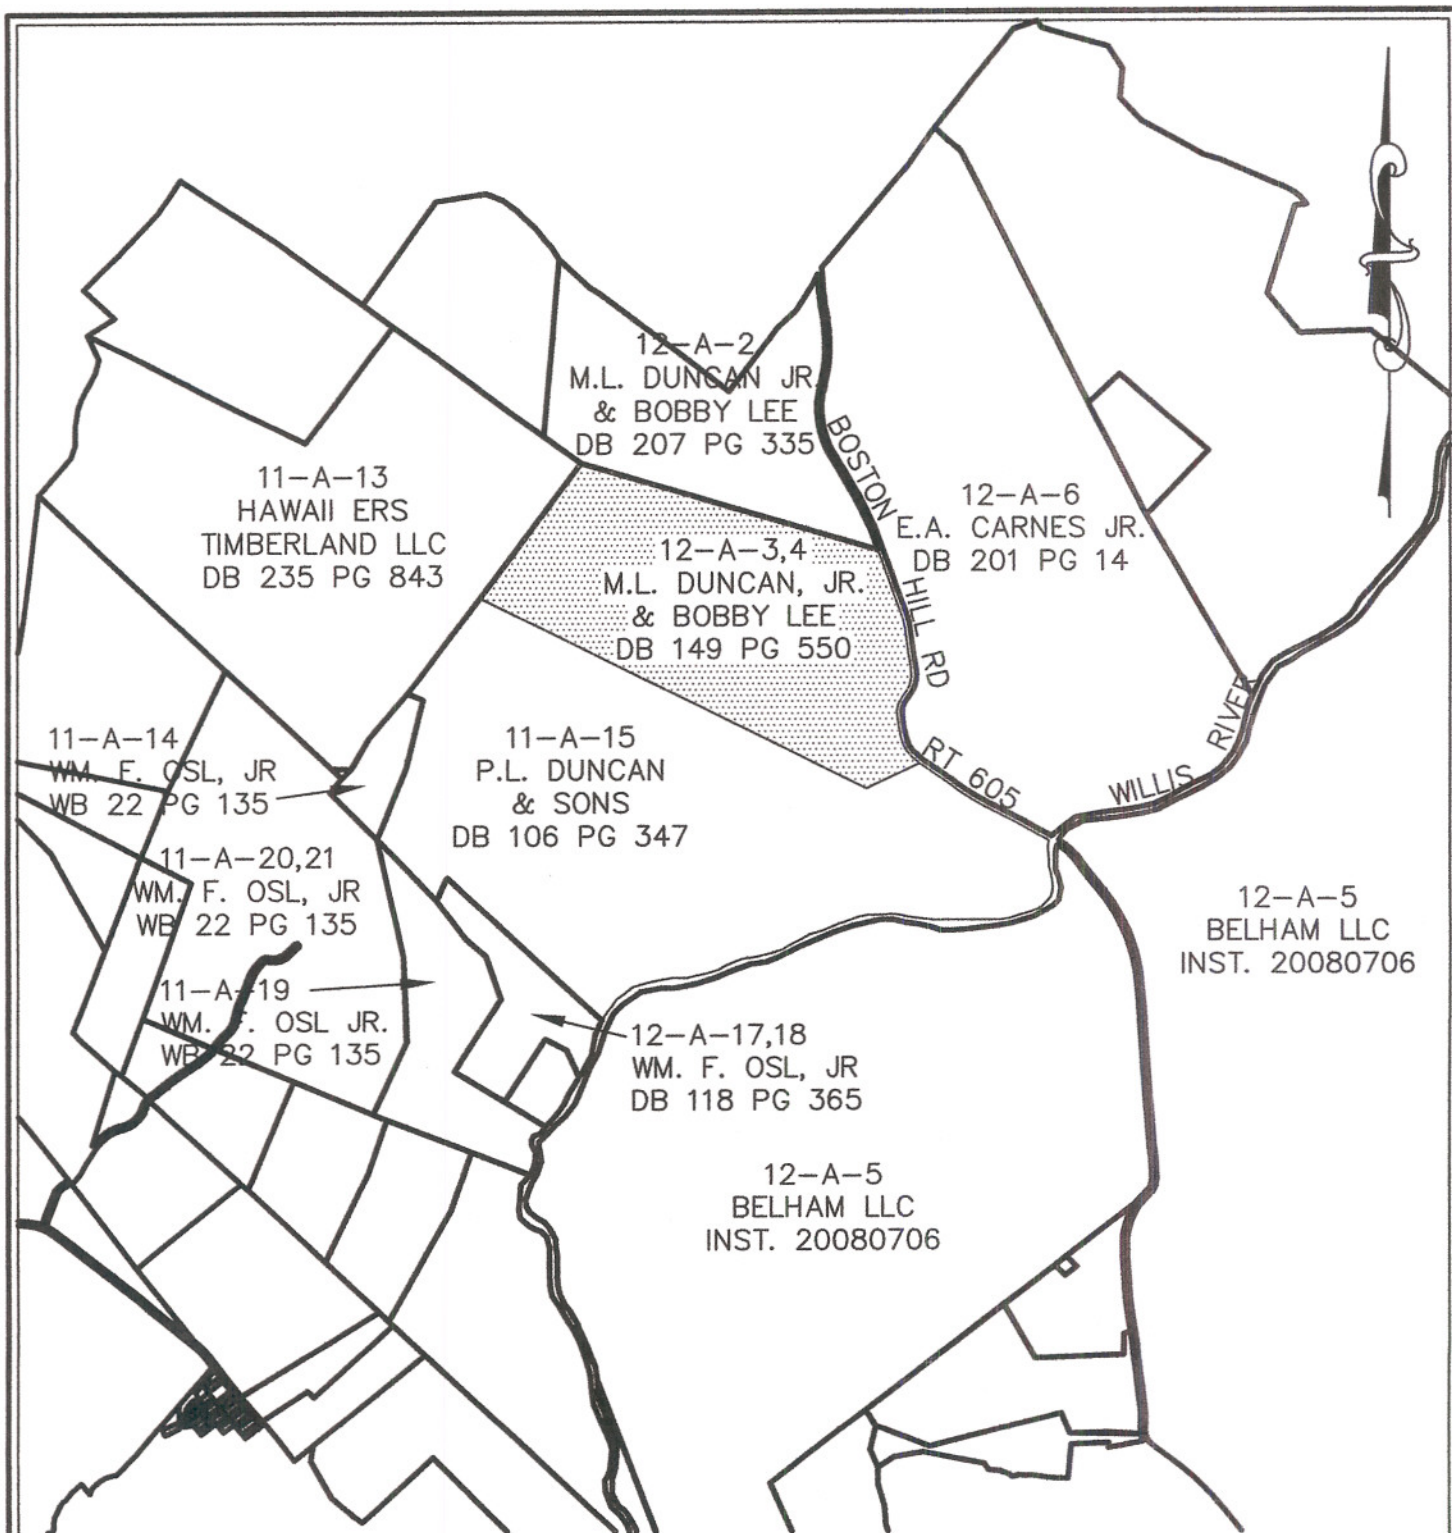 12-A-2
M.L. DUNCAN JR.
& BOBBY LEE
DB 207 PG 335
11-A-13
HAWAII ERS
TIMBERLAND LLC
DB 235 PG 843
12-A-6
E.A. CARNES JR.
DB 201 PG 14
BOSTON HILL RD
12-A-3,4
M.L. DUNCAN, JR.
& BOBBY LEE
DB 149 PG 550
11-A-14
WM. F. OSL, JR
WB 22 PG 135
11-A-15
P.L. DUNCAN
& SONS
DB 106 PG 347
RT 605
WILLIS RIVER
11-A-20,21
WM. F. OSL, JR
WB 22 PG 135
12-A-5
BELHAM LLC
INST. 20080706
11-A-19
WM. F. OSL JR.
WB 22 PG 135
12-A-17,18
WM. F. OSL, JR
DB 118 PG 365
12-A-5
BELHAM LLC
INST. 20080706